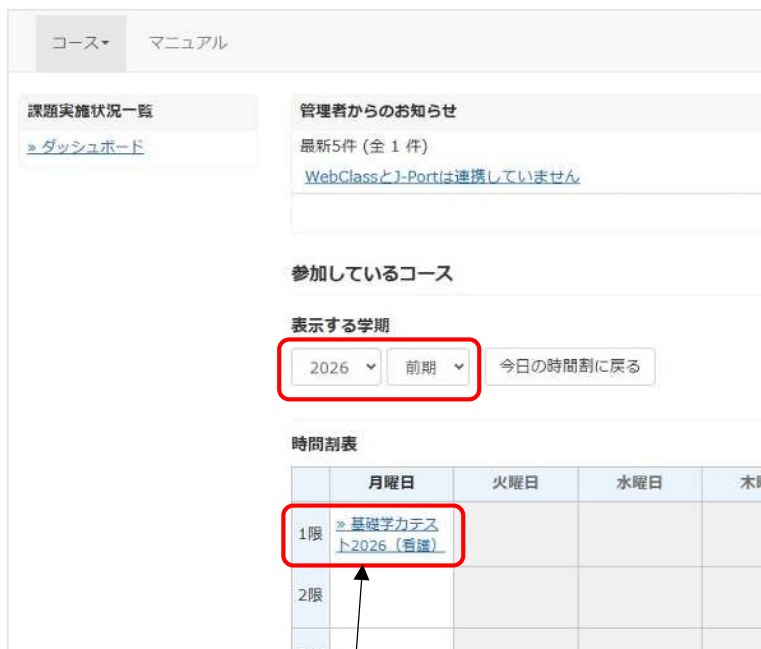 コース▾ マニュアル
課題実施状況一覧
» ダッシュボード
管理者からのお知らせ
最新5件 (全 1 件)
WebClassとJ-Portは連携していません
参加しているコース
表示する学期
2026 前期 今日の時間割に戻る
時間割表
月曜日 火曜日 水曜日
1限 » 基礎学力テス
ト2026（看護）
2限